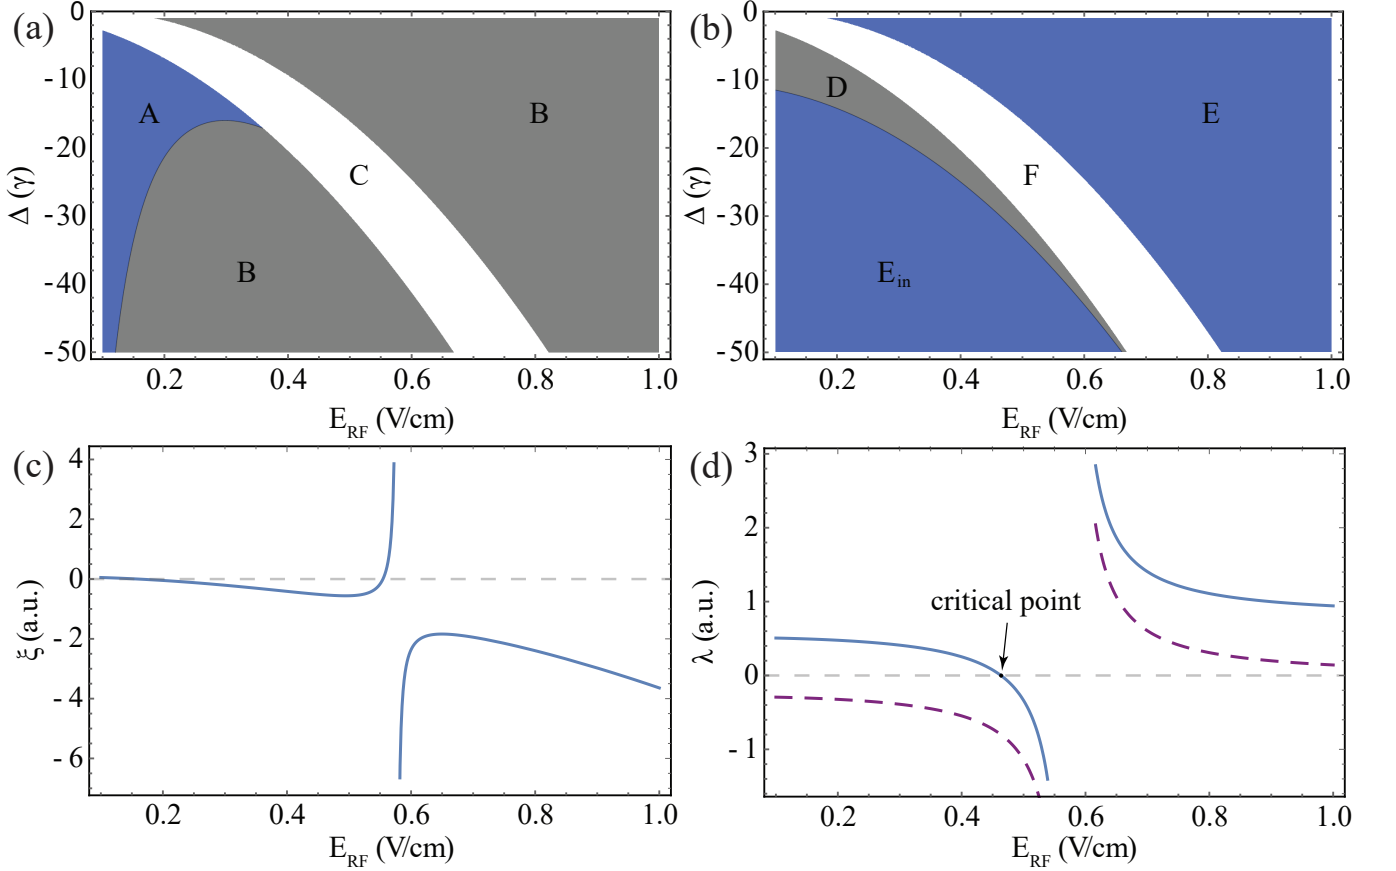 (a)
0
-10
-20
-30
-40
-50
Δ (γ)
A
B
C
B
0.2 0.4 0.6 0.8 1.0
E_RF (V/cm)
(b)
0
-10
-20
-30
-40
-50
Δ (γ)
D
E
F
E_in
0.2 0.4 0.6 0.8 1.0
E_RF (V/cm)
(c)
4
2
0
-2
-4
-6
ξ (a.u.)
0.2 0.4 0.6 0.8 1.0
E_RF (V/cm)
(d)
3
2
1
0
-1
λ (a.u.)
critical point
0.2 0.4 0.6 0.8 1.0
E_RF (V/cm)